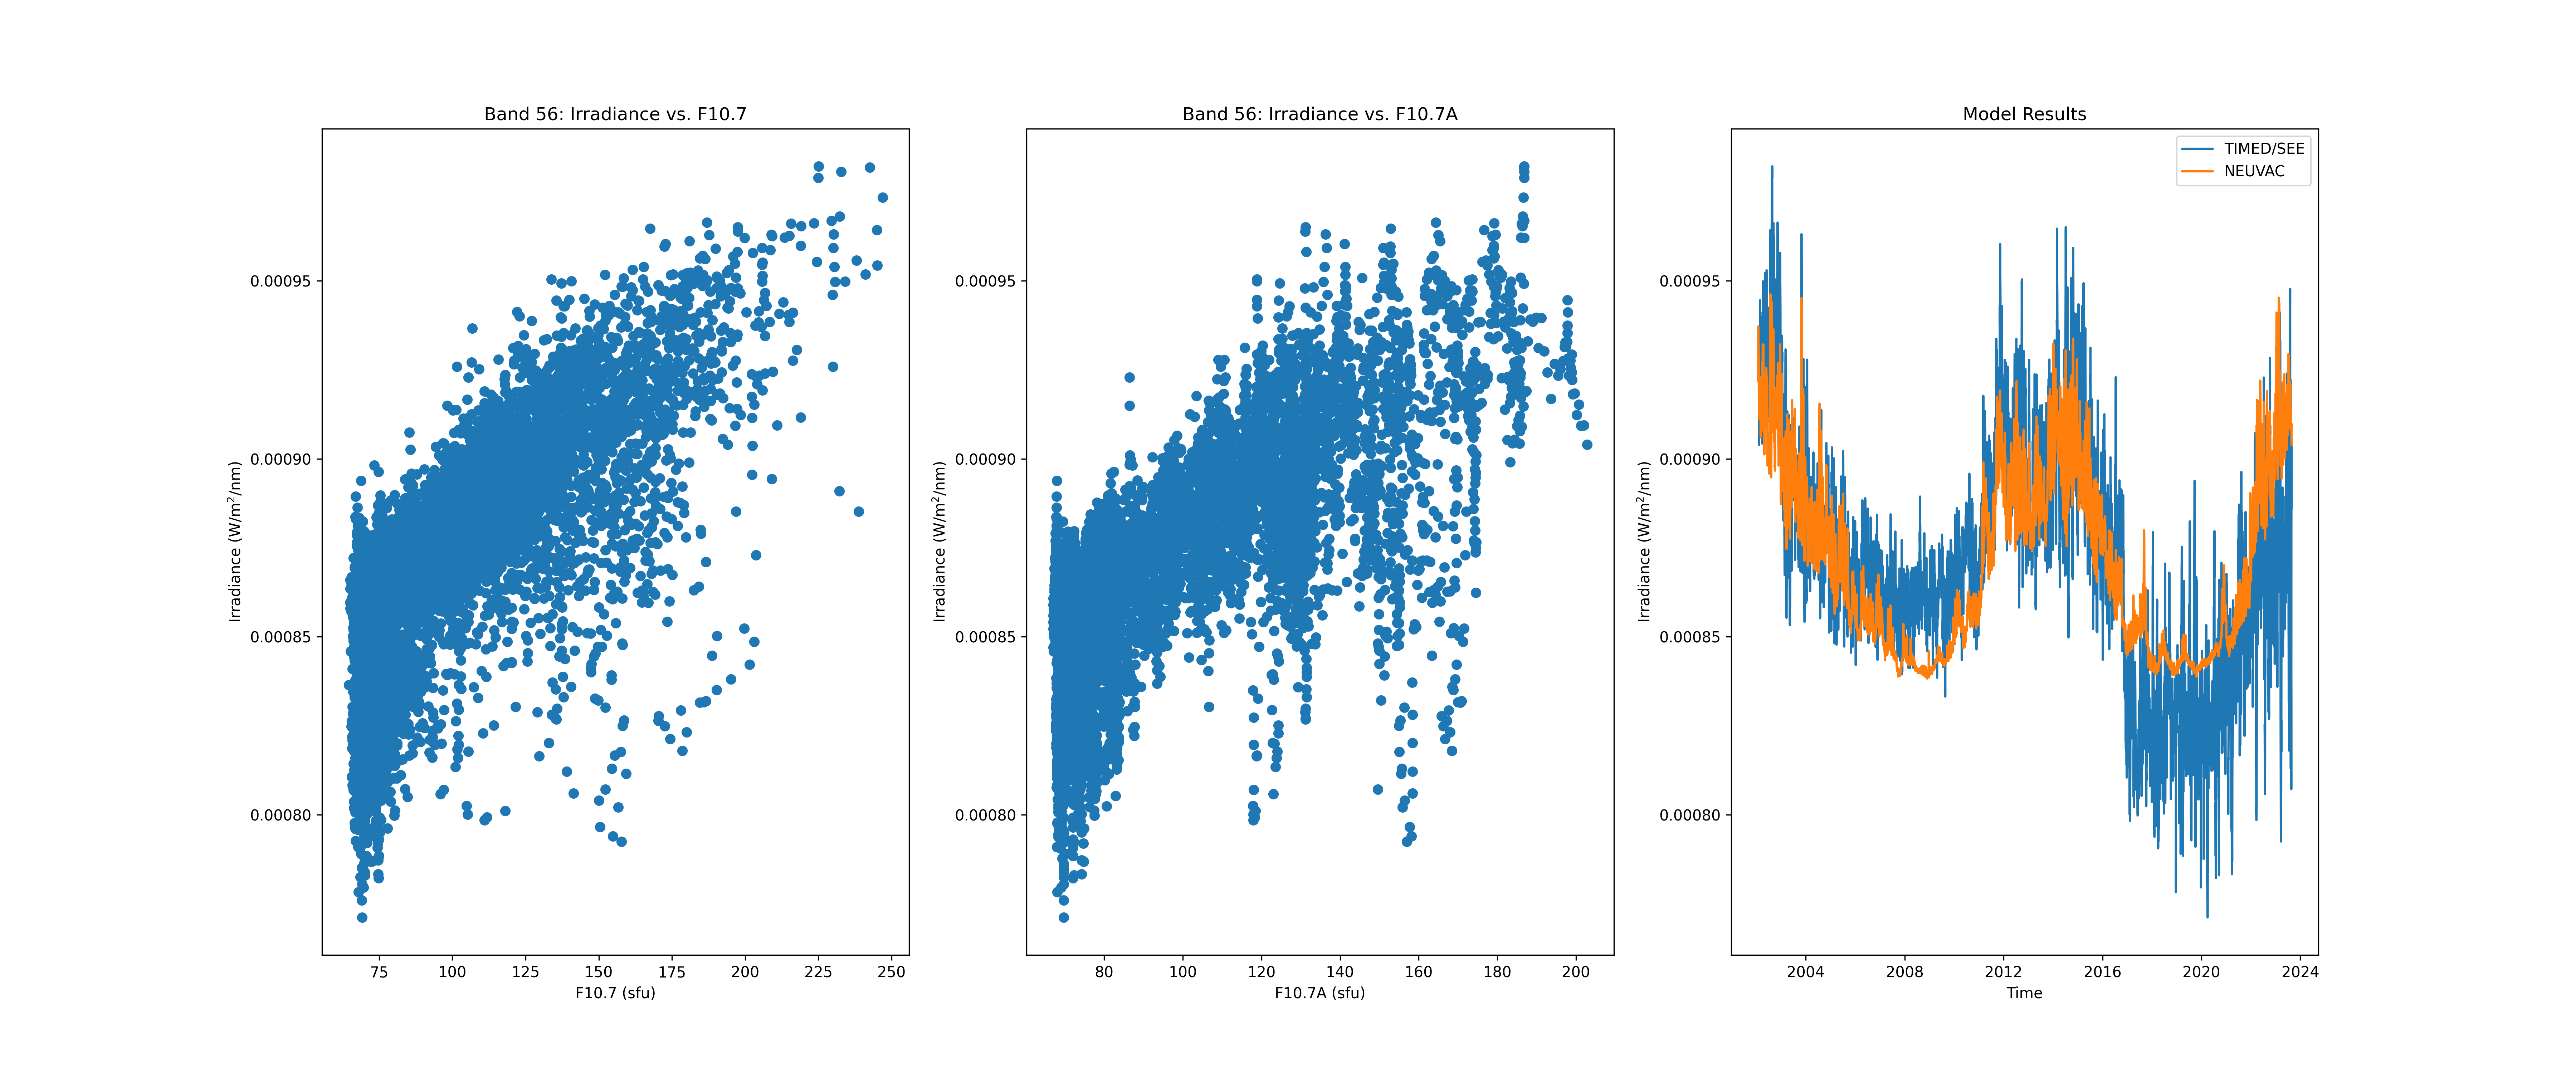 Band 56: Irradiance vs. F10.7
Irradiance (W/m²/nm)
0.00095
0.00090
0.00085
0.00080
75 100 125 150 175 200 225 250
F10.7 (sfu)
Band 56: Irradiance vs. F10.7A
Irradiance (W/m²/nm)
0.00095
0.00090
0.00085
0.00080
80 100 120 140 160 180 200
F10.7A (sfu)
Model Results
TIMED/SEE
NEUVAC
Irradiance (W/m²/nm)
0.00095
0.00090
0.00085
0.00080
2004 2008 2012 2016 2020 2024
Time